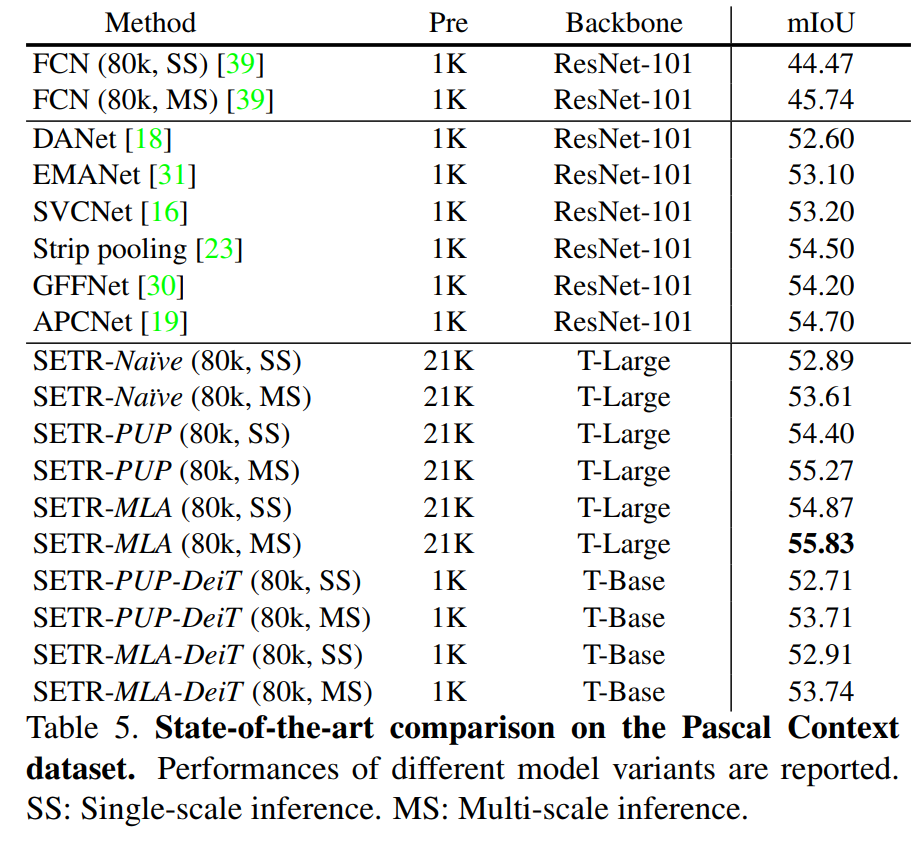 Method Pre Backbone mIoU
FCN (80k, SS) [39] 1K ResNet-101 44.47
FCN (80k, MS) [39] 1K ResNet-101 45.74
DANet [18] 1K ResNet-101 52.60
EMANet [31] 1K ResNet-101 53.10
SVCNet [16] 1K ResNet-101 53.20
Strip pooling [23] 1K ResNet-101 54.50
GFFNet [30] 1K ResNet-101 54.20
APCNet [19] 1K ResNet-101 54.70
SETR-Naïve (80k, SS) 21K T-Large 52.89
SETR-Naïve (80k, MS) 21K T-Large 53.61
SETR-PUP (80k, SS) 21K T-Large 54.40
SETR-PUP (80k, MS) 21K T-Large 55.27
SETR-MLA (80k, SS) 21K T-Large 54.87
SETR-MLA (80k, MS) 21K T-Large 55.83
SETR-PUP-DeiT (80k, SS) 1K T-Base 52.71
SETR-PUP-DeiT (80k, MS) 1K T-Base 53.71
SETR-MLA-DeiT (80k, SS) 1K T-Base 52.91
SETR-MLA-DeiT (80k, MS) 1K T-Base 53.74
Table 5. State-of-the-art comparison on the Pascal Context
dataset. Performances of different model variants are reported.
SS: Single-scale inference. MS: Multi-scale inference.